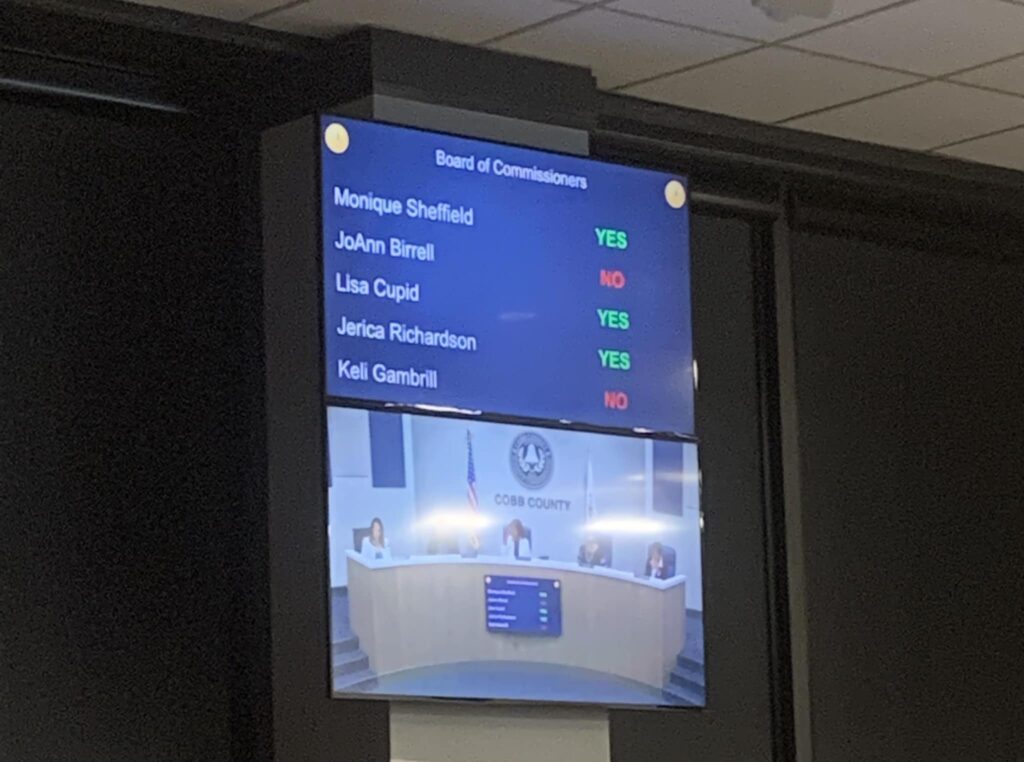 Board of Commissioners
Monique Sheffield YES
JoAnn Birrell NO
Lisa Cupid YES
Jerica Richardson YES
Keli Gambrill NO
COBB COUNTY